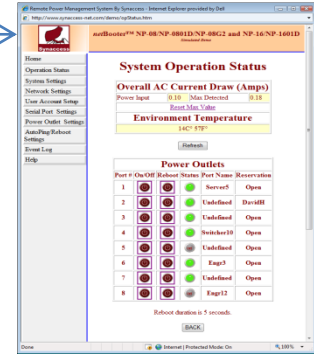 Remote Power Management System By Synaccess - Internet Explorer provided by Dell
http://www.synaccess-net.com/demo/opStatus.htm
Synaccess
netBooter™ NP-08/NP-0801D/NP-08G2 and NP-16/NP-1601D
Simulated Demo
Home
Operation Status
System Settings
Network Settings
User Account Setup
Serial Port Settings
Power Outlet Settings
AutoPing/Reboot Settings
Event Log
Help
System Operation Status
Overall AC Current Draw (Amps)
Power Input 0.10 Max Detected 0.18
Reset Max Value
Environment Temperature
14C° 57F°
Refresh
Power Outlets
Port # On/Off Reboot Status Port Name Reservation
1 Server5 Open
2 Undefined DavidH
3 Undefined Open
4 Switcher10 Open
5 Undefined Open
6 Engr3 Open
7 Undefined Open
8 Engr12 Open
Reboot duration is 5 seconds.
BACK
Done
Internet | Protected Mode: On
100%